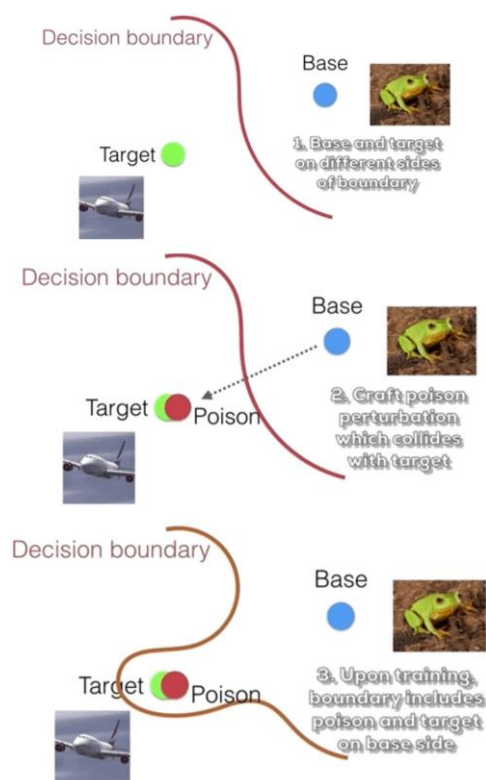 Decision boundary
Base
Target
1. Base and target
on different sides
of boundary
Decision boundary
Base
Target
Poison
2. Craft poison
perturbation
which collides
with target
Decision boundary
Base
Target
Poison
3. Upon training,
boundary includes
poison and target
on base side